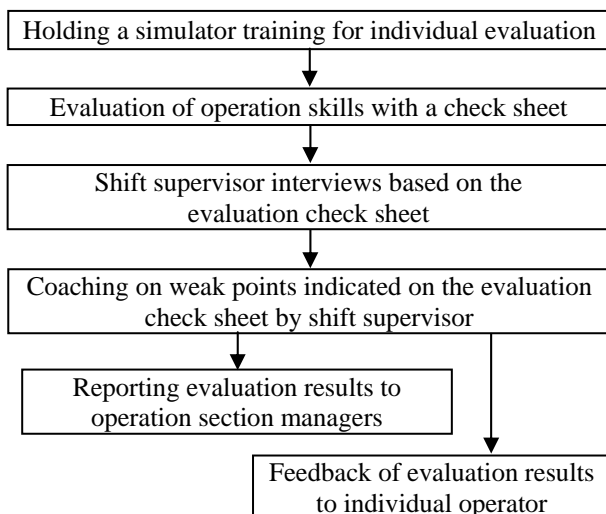 Holding a simulator training for individual evaluation
Evaluation of operation skills with a check sheet
Shift supervisor interviews based on the
evaluation check sheet
Coaching on weak points indicated on the evaluation
check sheet by shift supervisor
Reporting evaluation results to
operation section managers
Feedback of evaluation results
to individual operator